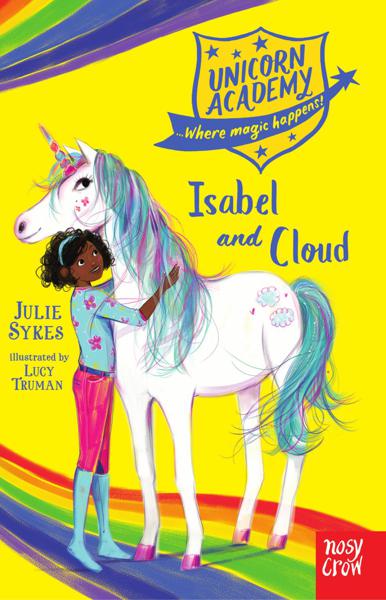 UNICORN
ACADEMY
...Where magic happens!
Isabel
and Cloud
JULIE
SYKES
illustrated by
LUCY
TRUMAN
nosy
crow